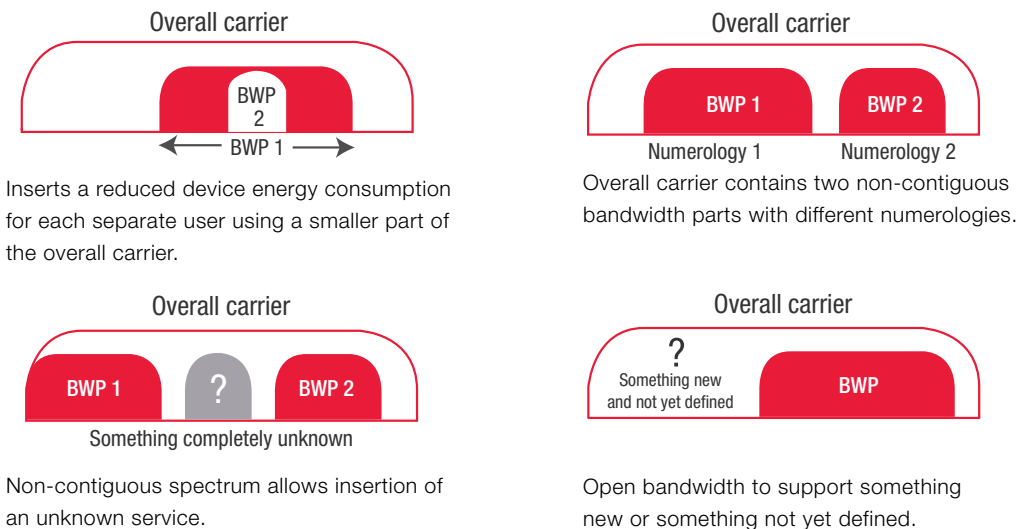 Overall carrier
BWP
2
BWP 1
Inserts a reduced device energy consumption
for each separate user using a smaller part of
the overall carrier.
Overall carrier
BWP 1
BWP 2
Numerology 1
Numerology 2
Overall carrier contains two non-contiguous
bandwidth parts with different numerologies.
Overall carrier
BWP 1
?
BWP 2
Something completely unknown
Non-contiguous spectrum allows insertion of
an unknown service.
Overall carrier
?
Something new
and not yet defined
BWP
Open bandwidth to support something
new or something not yet defined.